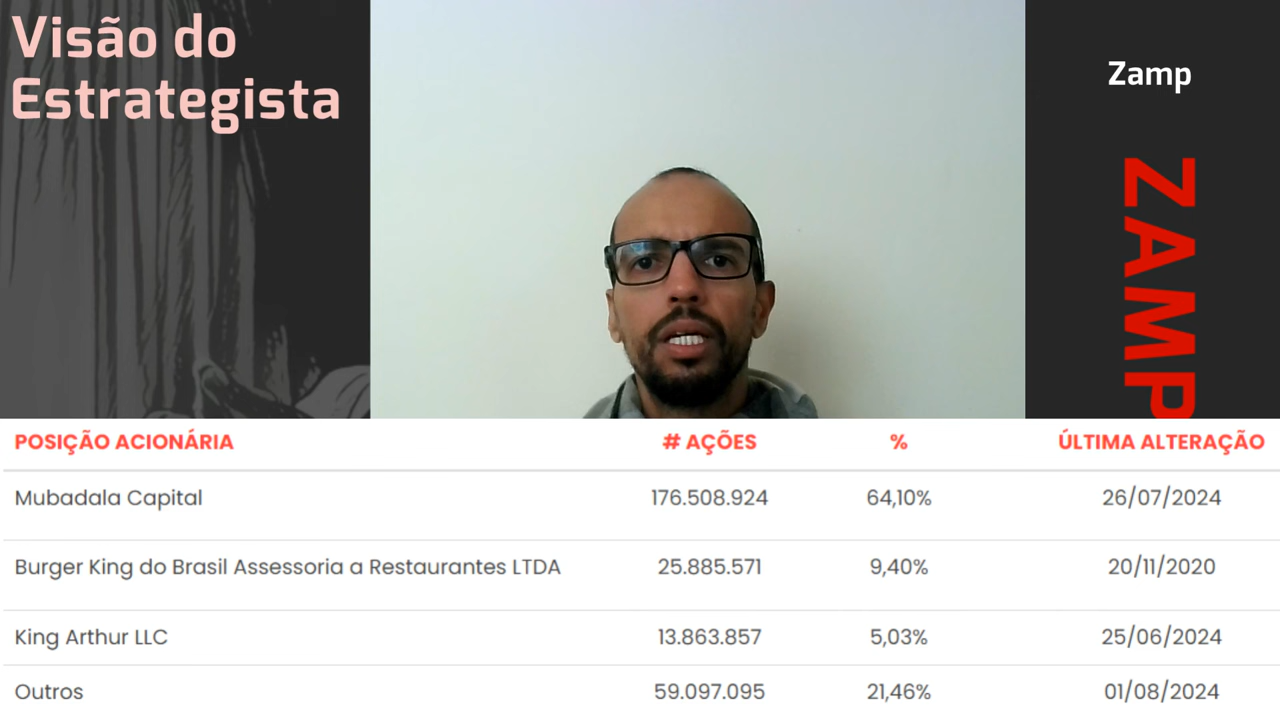 Visão do
Estrategista
Zamp
ZAMP
POSIÇÃO ACIONÁRIA # AÇÕES % ÚLTIMA ALTERAÇÃO
Mubadala Capital 176.508.924 64,10% 26/07/2024
Burger King do Brasil Assessoria a Restaurantes LTDA 25.885.571 9,40% 20/11/2020
King Arthur LLC 13.863.857 5,03% 25/06/2024
Outros 59.097.095 21,46% 01/08/2024